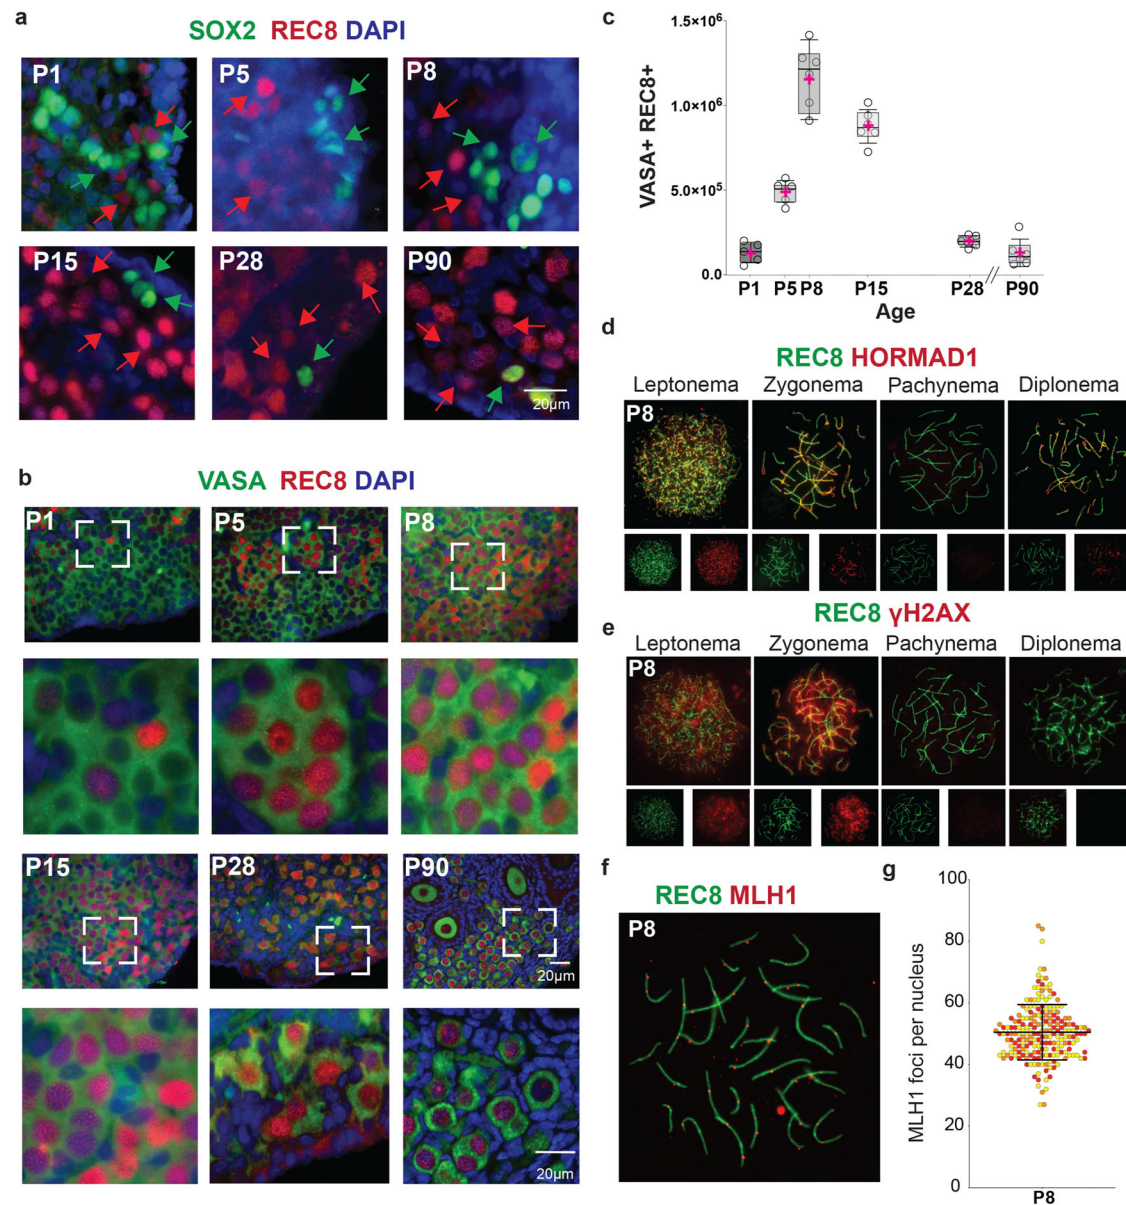 a
SOX2 REC8 DAPI
P1
P5
P8
P15
P28
P90
20µm
b
VASA REC8 DAPI
P1
P5
P8
P15
P28
P90
20µm
20µm
c
VASA+ REC8+
1.5×10⁶
1.0×10⁶
5.0×10⁵
0.0
P1 P5 P8 P15 P28 P90
Age
d
REC8 HORMAD1
Leptonema Zygonema Pachynema Diplonema
P8
e
REC8 γH2AX
Leptonema Zygonema Pachynema Diplonema
P8
f
REC8 MLH1
P8
g
MLH1 foci per nucleus
100
80
60
40
20
0
P8